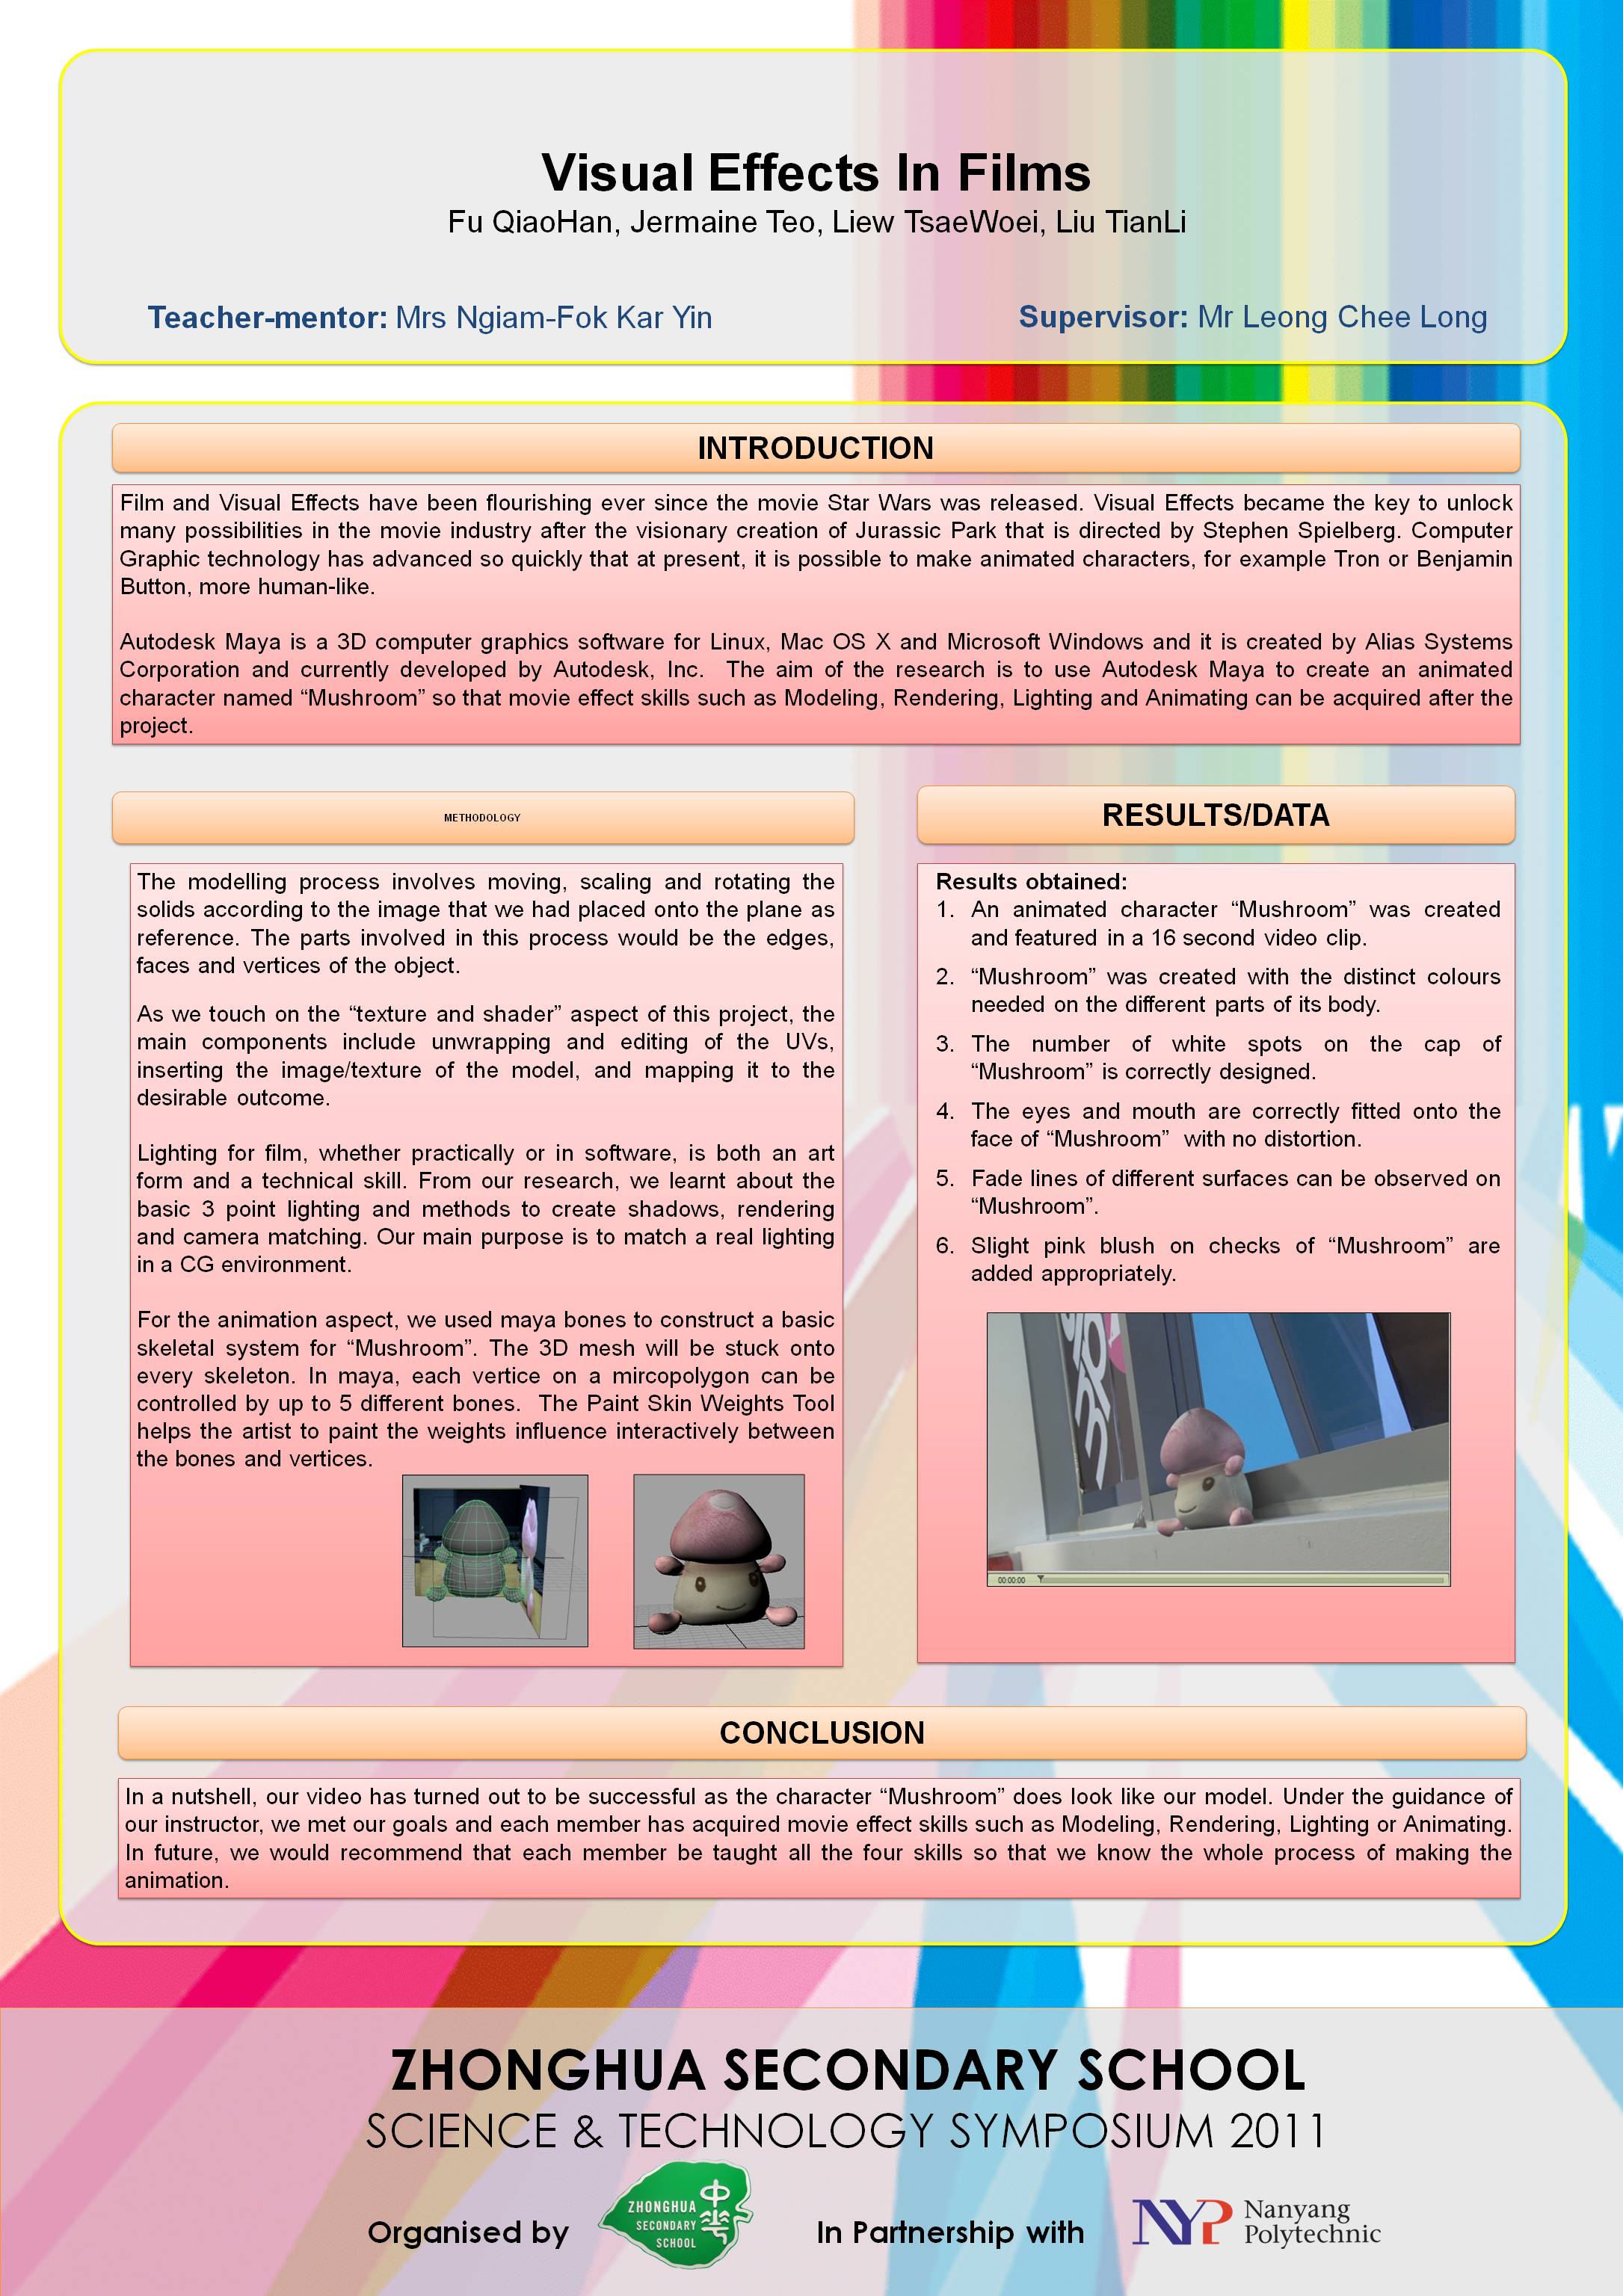 Visual Effects In Films
Fu QiaoHan, Jermaine Teo, Liew TsaeWoei, Liu TianLi
Teacher-mentor: Mrs Ngiam-Fok Kar Yin
Supervisor: Mr Leong Chee Long
INTRODUCTION
Film and Visual Effects have been flourishing ever since the movie Star Wars was released. Visual Effects became the key to unlock
many possibilities in the movie industry after the visionary creation of Jurassic Park that is directed by Stephen Spielberg. Computer
Graphic technology has advanced so quickly that at present, it is possible to make animated characters, for example Tron or Benjamin
Button, more human-like.
Autodesk Maya is a 3D computer graphics software for Linux, Mac OS X and Microsoft Windows and it is created by Alias Systems
Corporation and currently developed by Autodesk, Inc.  The aim of the research is to use Autodesk Maya to create an animated
character named “Mushroom” so that movie effect skills such as Modeling, Rendering, Lighting and Animating can be acquired after the
project.
METHODOLOGY
The modelling process involves moving, scaling and rotating the
solids according to the image that we had placed onto the plane as
reference. The parts involved in this process would be the edges,
faces and vertices of the object.
As we touch on the “texture and shader” aspect of this project, the
main components include unwrapping and editing of the UVs,
inserting the image/texture of the model, and mapping it to the
desirable outcome.
Lighting for film, whether practically or in software, is both an art
form and a technical skill. From our research, we learnt about the
basic 3 point lighting and methods to create shadows, rendering
and camera matching. Our main purpose is to match a real lighting
in a CG environment.
For the animation aspect, we used maya bones to construct a basic
skeletal system for “Mushroom”. The 3D mesh will be stuck onto
every skeleton. In maya, each vertice on a mircopolygon can be
controlled by up to 5 different bones.  The Paint Skin Weights Tool
helps the artist to paint the weights influence interactively between
the bones and vertices.
RESULTS/DATA
Results obtained:
1. An animated character “Mushroom” was created
and featured in a 16 second video clip.
2. “Mushroom” was created with the distinct colours
needed on the different parts of its body.
3. The number of white spots on the cap of
“Mushroom” is correctly designed.
4. The eyes and mouth are correctly fitted onto the
face of “Mushroom”  with no distortion.
5. Fade lines of different surfaces can be observed on
“Mushroom”.
6. Slight pink blush on checks of “Mushroom” are
added appropriately.
00:00:00
CONCLUSION
In a nutshell, our video has turned out to be successful as the character “Mushroom” does look like our model. Under the guidance of
our instructor, we met our goals and each member has acquired movie effect skills such as Modeling, Rendering, Lighting or Animating.
In future, we would recommend that each member be taught all the four skills so that we know the whole process of making the
animation.
ZHONGHUA SECONDARY SCHOOL
SCIENCE & TECHNOLOGY SYMPOSIUM 2011
Organised by
ZHONGHUA
SECONDARY
SCHOOL
中华
In Partnership with
NYP
Nanyang
Polytechnic